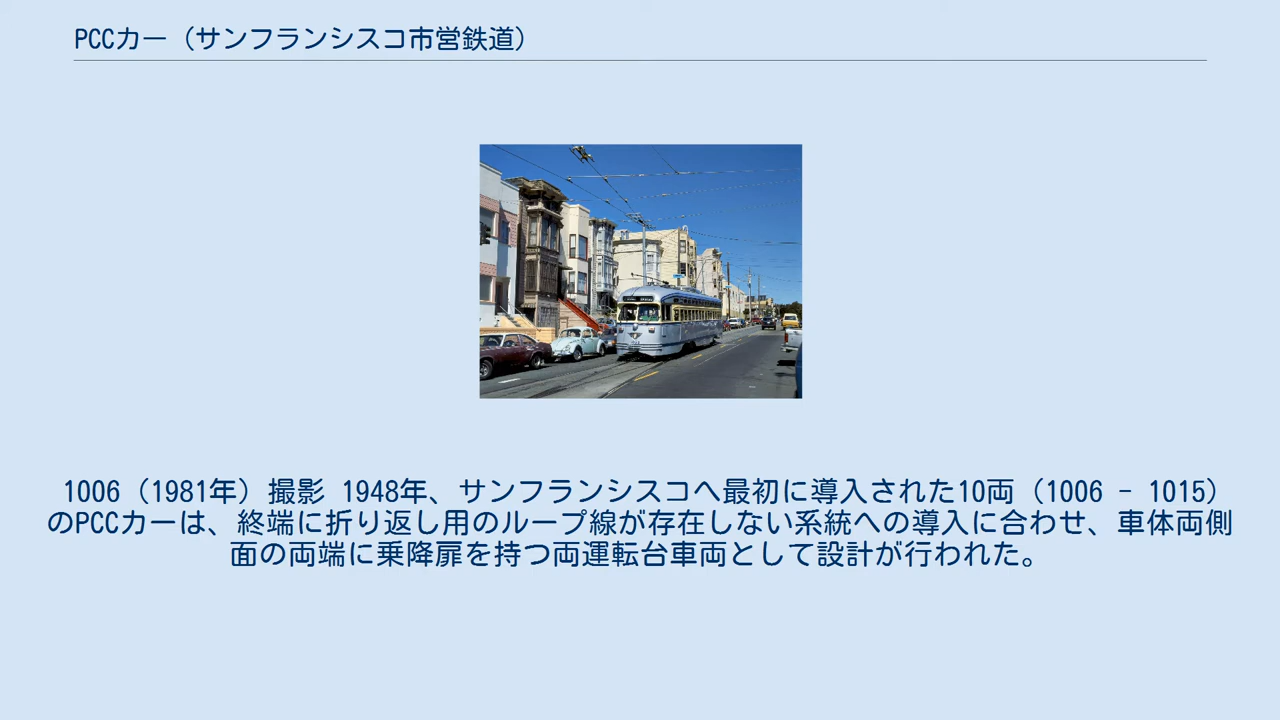 PCCカー（サンフランシスコ市営鉄道）
1006（1981年）撮影 1948年、サンフランシスコへ最初に導入された10両（1006 - 1015）
のPCCカーは、終端に折り返し用のループ線が存在しない系統への導入に合わせ、車体両側
面の両端に乗降扉を持つ両運転台車両として設計が行われた。